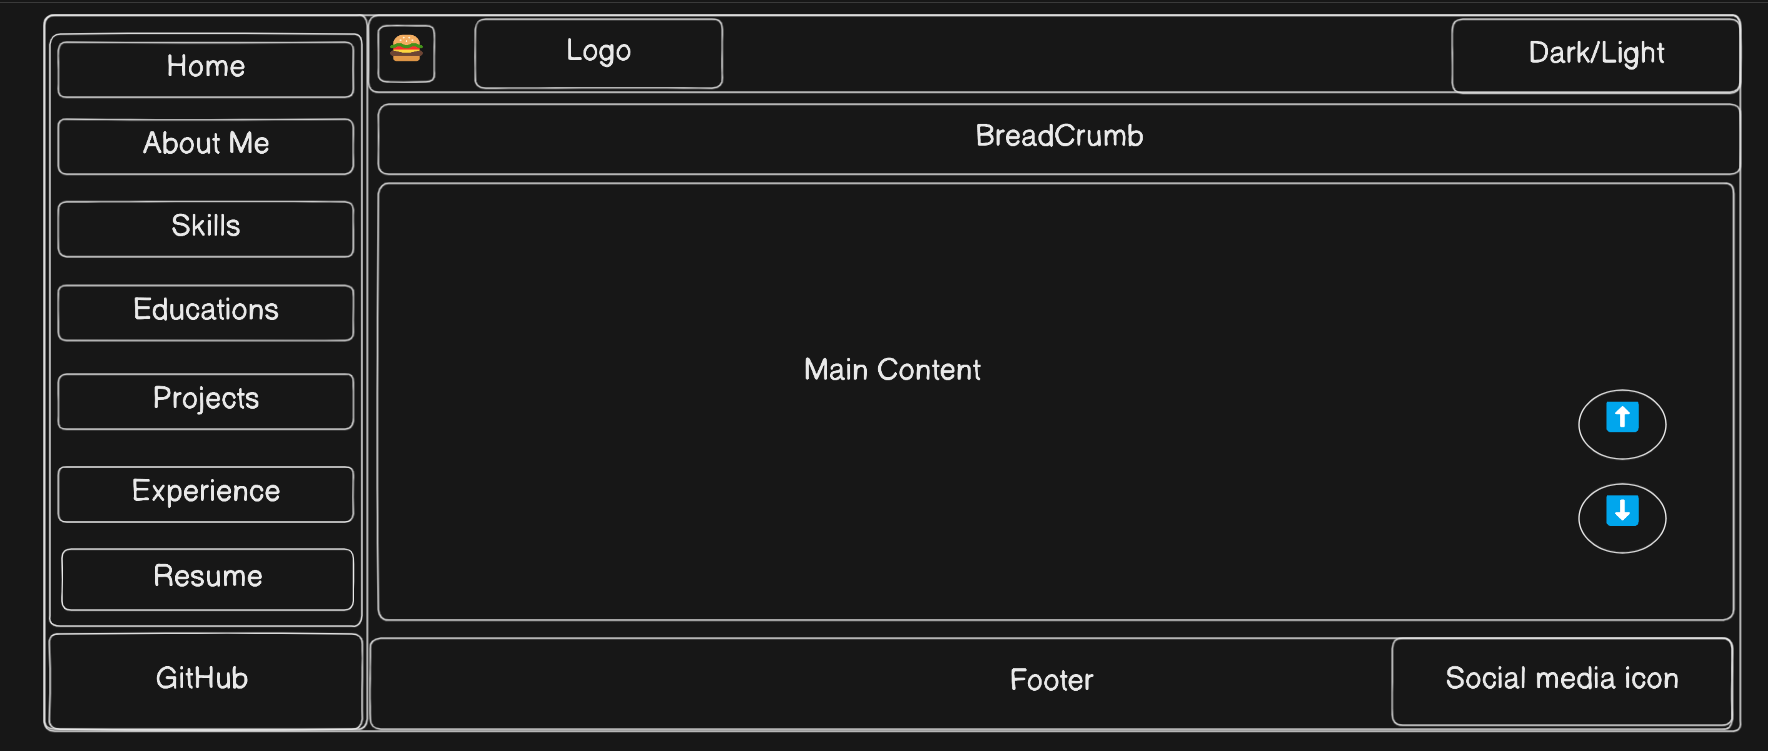 Home
About Me
Skills
Educations
Projects
Experience
Resume
GitHub
Logo
Dark/Light
BreadCrumb
Main Content
Footer
Social media icon